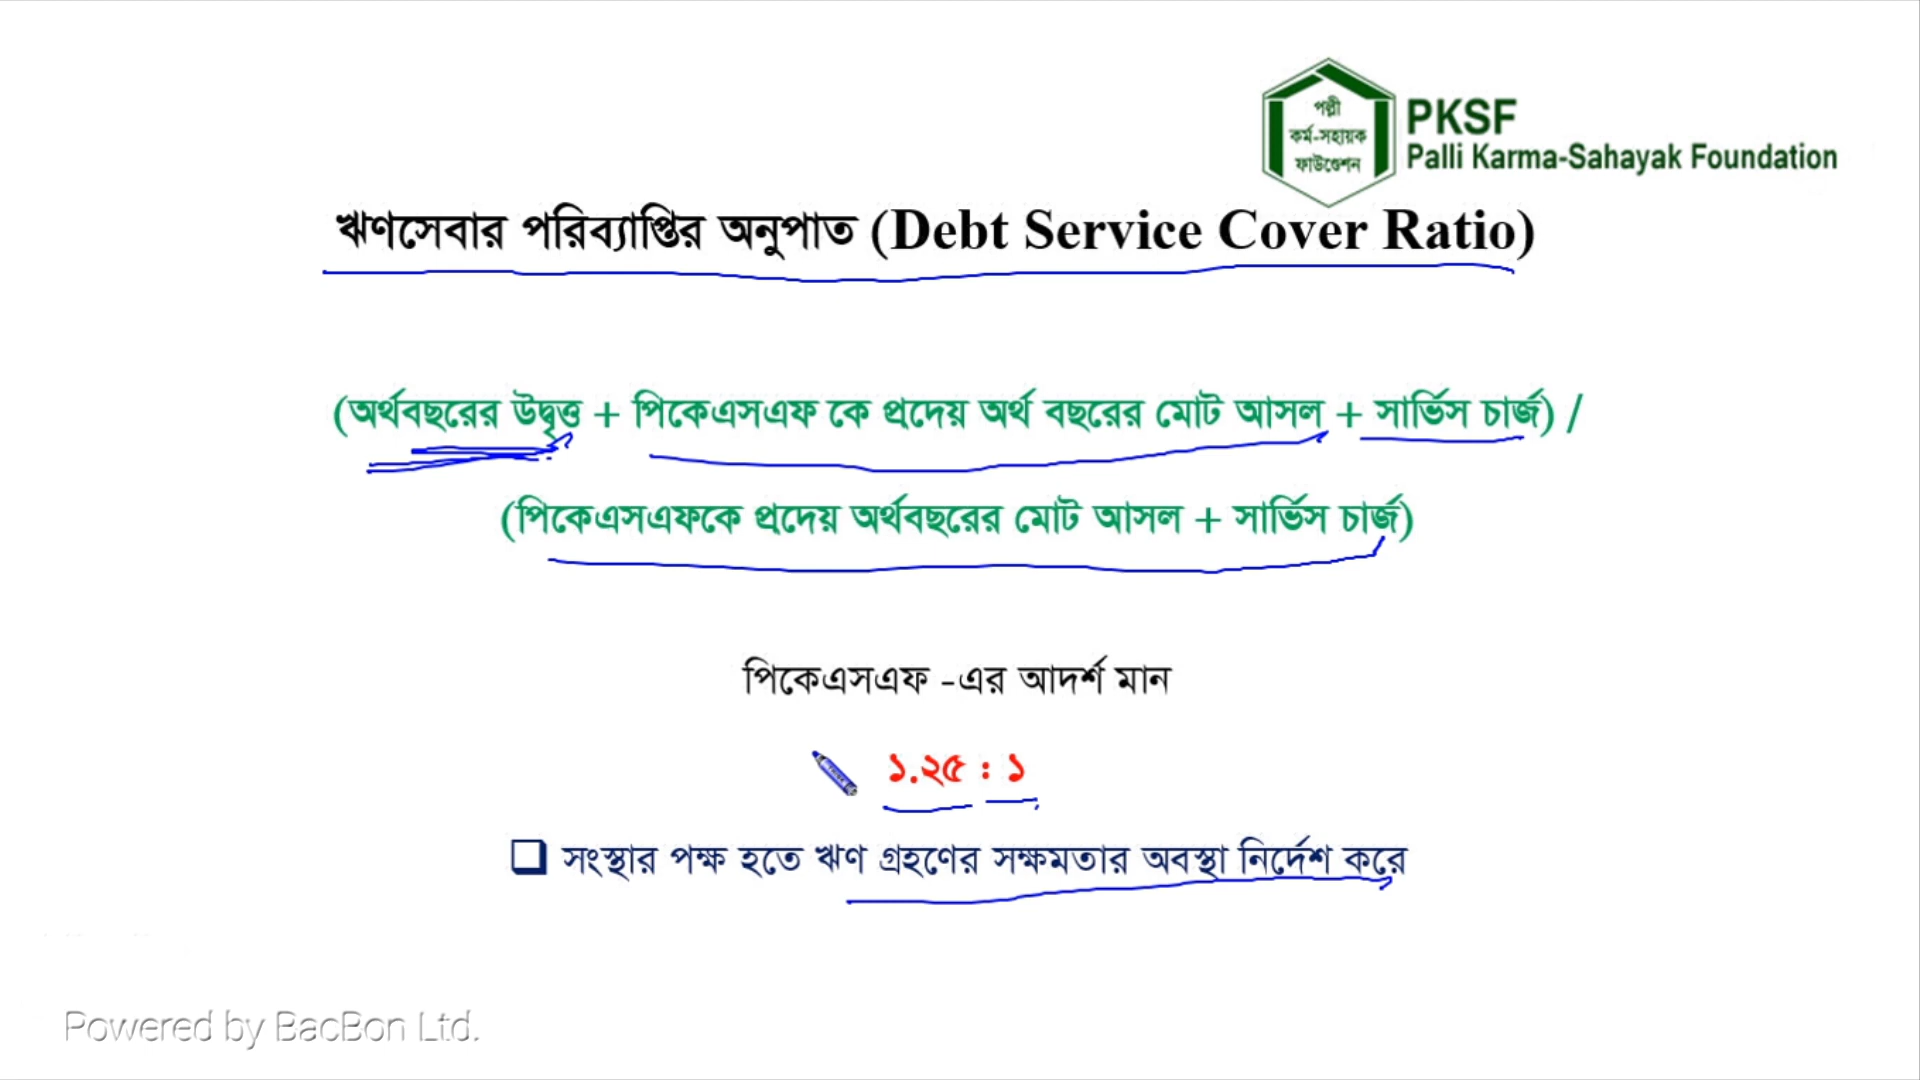 পল্লী
কর্ম-সহায়ক
ফাউণ্ডেশন
PKSF
Palli Karma-Sahayak Foundation
ঋণসেবার পরিব্যাপ্তির অনুপাত (Debt Service Cover Ratio)
(অর্থবছরের উদ্বৃত্ত + পিকেএসএফ কে প্রদেয় অর্থ বছরের মোট আসল + সার্ভিস চার্জ) /
(পিকেএসএফকে প্রদেয় অর্থবছরের মোট আসল + সার্ভিস চার্জ)
পিকেএসএফ -এর আদর্শ মান
১.২৫ : ১
সংস্থার পক্ষ হতে ঋণ গ্রহণের সক্ষমতার অবস্থা নির্দেশ করে
Powered by BacBon Ltd.